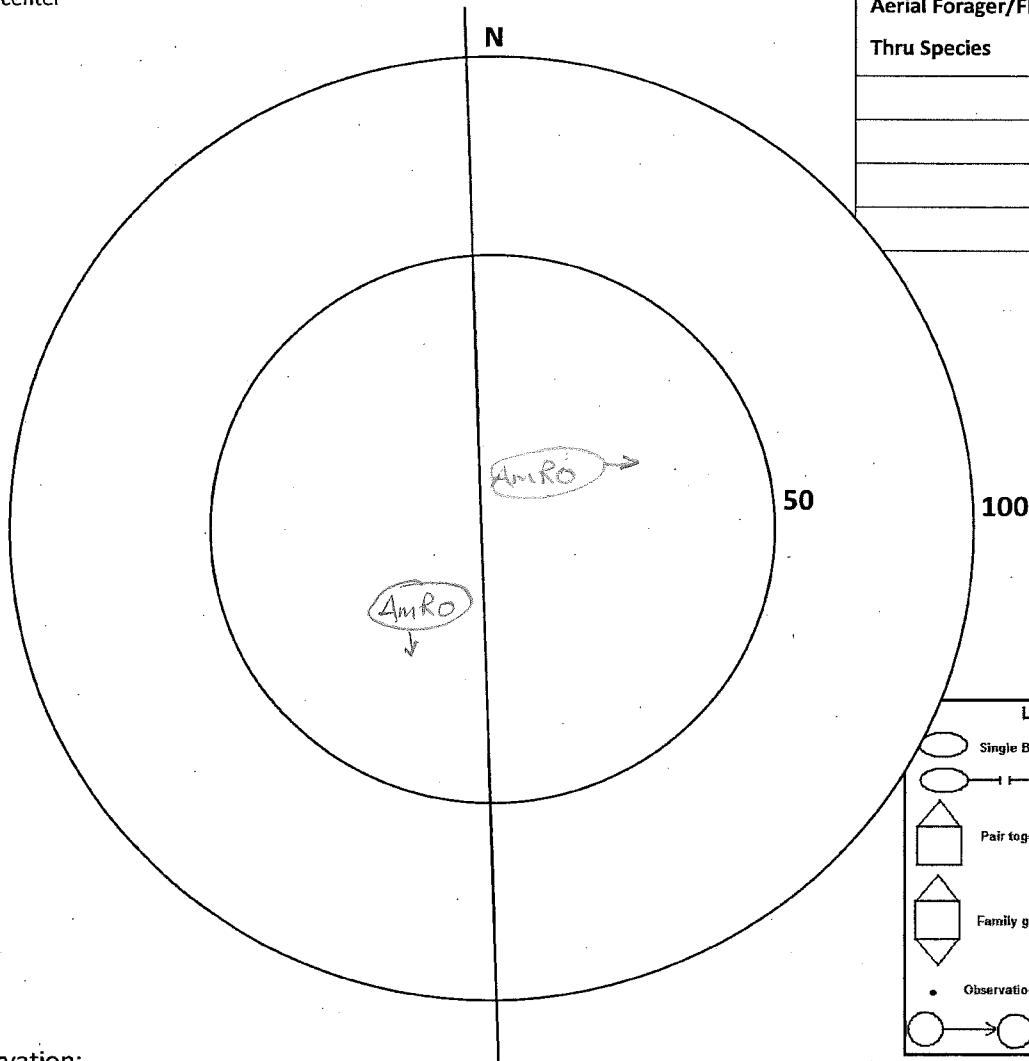 center
Aerial Forager/Fl
Thru Species
N
AmRO
50
100
AmRo
L
Single B
Pair tog
Family g
Observatio
vation: